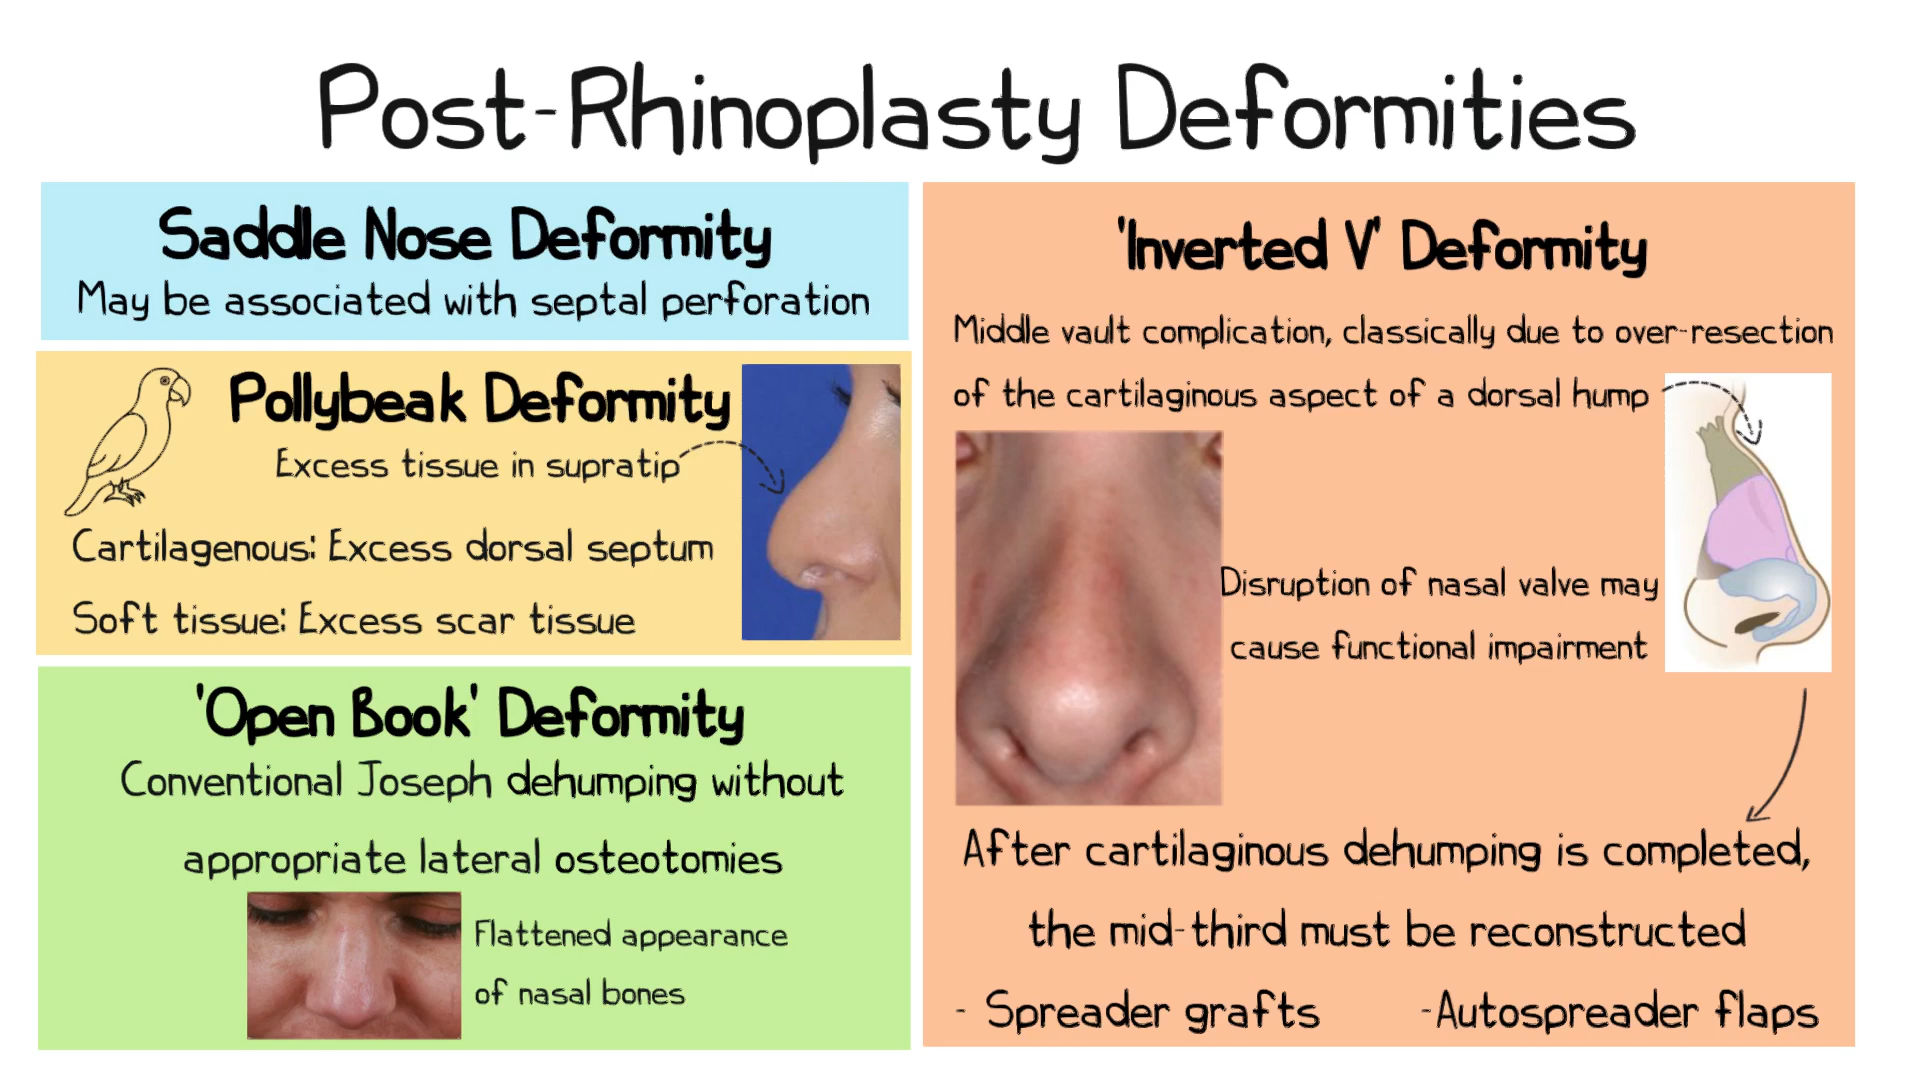 Post-Rhinoplasty Deformities
Saddle Nose Deformity
May be associated with septal perforation
Pollybeak Deformity
Excess tissue in supratip
Cartilagenous: Excess dorsal septum
Soft tissue: Excess scar tissue
'Open Book' Deformity
Conventional Joseph dehumping without
appropriate lateral osteotomies
Flattened appearance
of nasal bones
'Inverted V' Deformity
Middle vault complication, classically due to over-resection
of the cartilaginous aspect of a dorsal hump
Disruption of nasal valve may
cause functional impairment
After cartilaginous dehumping is completed,
the mid-third must be reconstructed
- Spreader grafts
-Autospreader flaps